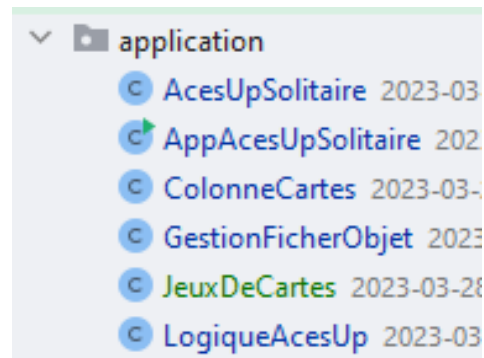 application
AcesUpSolitaire 2023-03
AppAcesUpSolitaire 202
ColonneCartes 2023-03-
GestionFicherObjet 2023
JeuxDeCartes 2023-03-28
LogiqueAcesUp 2023-03